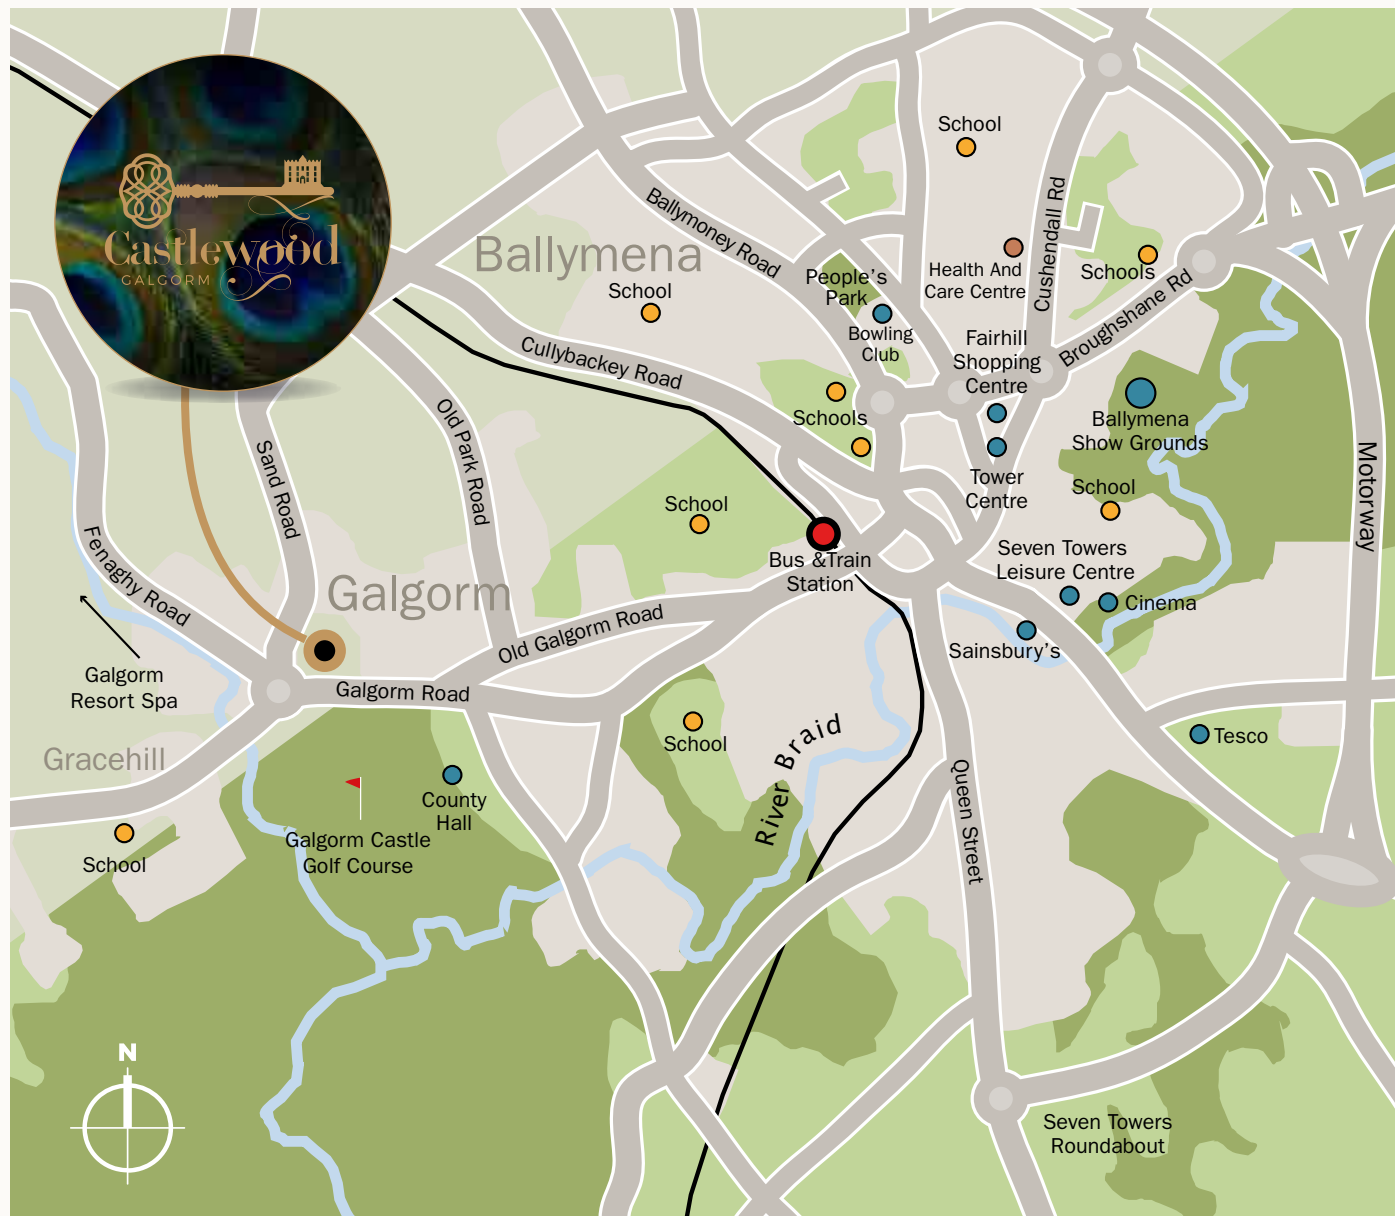 School
Ballymoney Road
Cushendall Rd
Castlewood
GALGORM
Ballymena
People's
Park
Health And
Care Centre
Schools
School
Bowling
Club
Fairhill
Shopping
Centre
Broughshane Rd
Cullybackey Road
Schools
Ballymena
Show Grounds
Old Park Road
Sand Road
Motorway
Tower
Centre
School
School
Fenaghy Road
Bus &Train
Station
Seven Towers
Leisure Centre
Cinema
Galgorm
Old Galgorm Road
Sainsbury's
Galgorm
Resort Spa
Galgorm Road
School
River Braid
Tesco
Gracehill
County
Hall
Queen Street
Galgorm Castle
Golf Course
School
N
Seven Towers
Roundabout